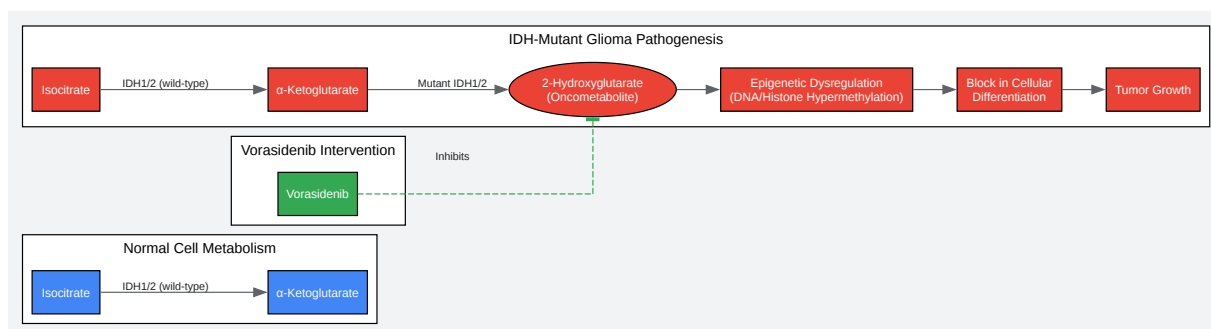 IDH-Mutant Glioma Pathogenesis
Isocitrate
IDH1/2 (wild-type)
α-Ketoglutarate
Mutant IDH1/2
2-Hydroxyglutarate
(Oncometabolite)
Epigenetic Dysregulation
(DNA/Histone Hypermethylation)
Block in Cellular
Differentiation
Tumor Growth
Vorasidenib Intervention
Vorasidenib
Inhibits
Normal Cell Metabolism
Isocitrate
IDH1/2 (wild-type)
α-Ketoglutarate